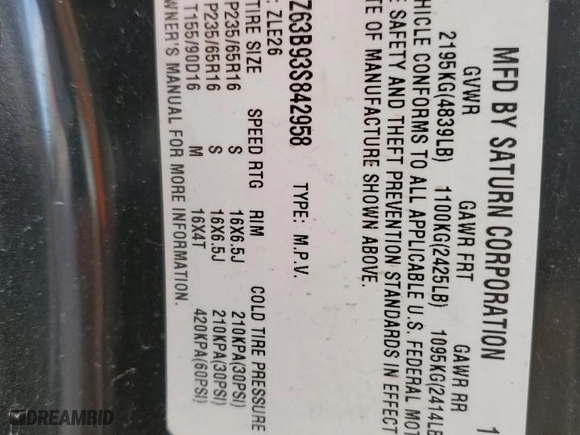 MFD BY SATURN CORPORATION 1
GVWR GAWR FRT GAWR RR
2195KG(4839LB) 1100KG(2425LB) 1095KG(2414LB
HICLE CONFORMS TO ALL APPLICABLE U.S. FEDERAL MOT
E SAFETY AND THEFT PREVENTION STANDARDS IN EFFECT
TE OF MANUFACTURE SHOWN ABOVE.
Z63B93S842958 TYPE: M.P.V.
: ZLE26
TIRE SIZE SPEED RTG RIM COLD TIRE PRESSURE
P235/65R16 S 16X6.5J 210KPA(30PSI)
P235/65R16 S 16X6.5J 210KPA(30PSI)
T155/90D16 M 16X4T 420KPA(60PSI)
WNER'S MANUAL FOR MORE INFORMATION.
DREAMBID